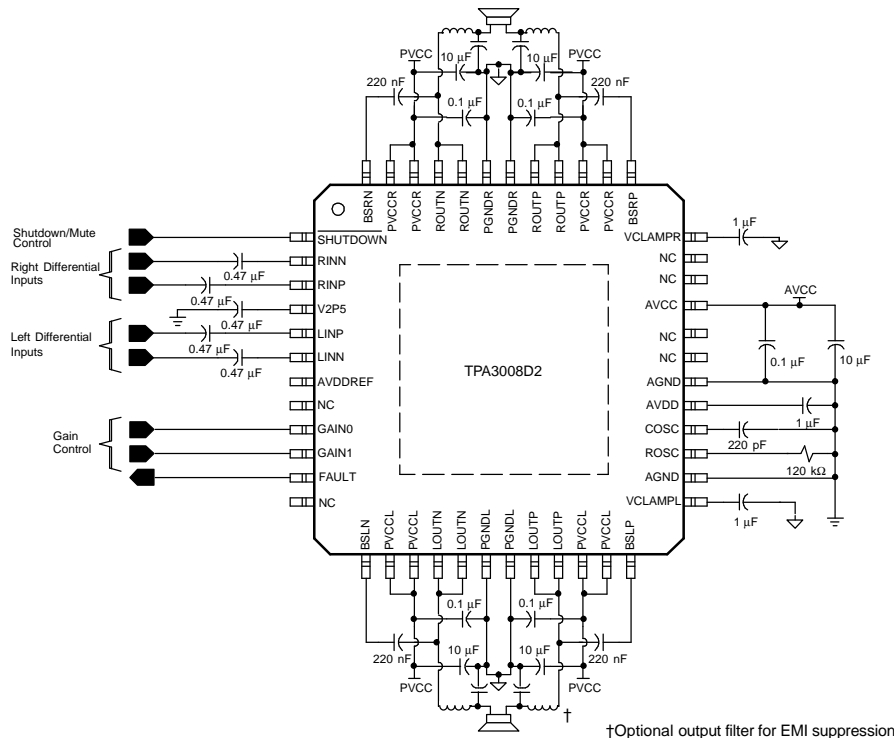 PVCC
PVCC
10 µF
10 µF
220 nF
220 nF
0.1 µF
0.1 µF
BSRN
PVCCR
PVCCR
ROUTN
ROUTN
PGNDR
PGNDR
ROUTP
ROUTP
PVCCR
PVCCR
BSRP
Shutdown/Mute
Control
Right Differential
Inputs
Left Differential
Inputs
Gain
Control
0.47 µF
0.47 µF
0.47 µF
0.47 µF
0.47 µF
SHUTDOWN
RINN
RINP
V2P5
LINP
LINN
AVDDREF
NC
GAIN0
GAIN1
FAULT
NC
TPA3008D2
VCLAMPR
NC
NC
AVCC
NC
NC
AGND
AVDD
COSC
ROSC
AGND
VCLAMPL
1 µF
AVCC
0.1 µF
10 µF
1 µF
220 pF
120 kΩ
1 µF
BSLN
PVCCL
PVCCL
LOUTN
LOUTN
PGNDL
PGNDL
LOUTP
LOUTP
PVCCL
PVCCL
BSLP
0.1 µF
0.1 µF
220 nF
10 µF
10 µF
220 nF
PVCC
PVCC
†
†Optional output filter for EMI suppression